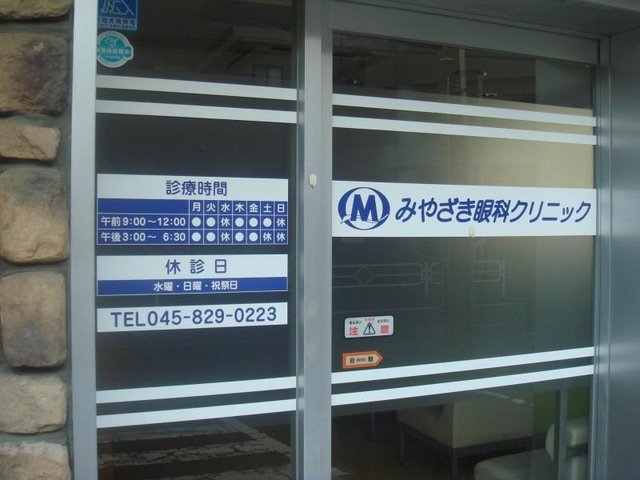 診療時間
月火水木金土日
午前 9:00～12:00 ●●休●●●休
午後 3:00～ 6:30 ●●休●●●休
休診日
水曜・日曜・祝祭日
TEL045-829-0223
M みやざき眼科クリニック
注 意
自 動